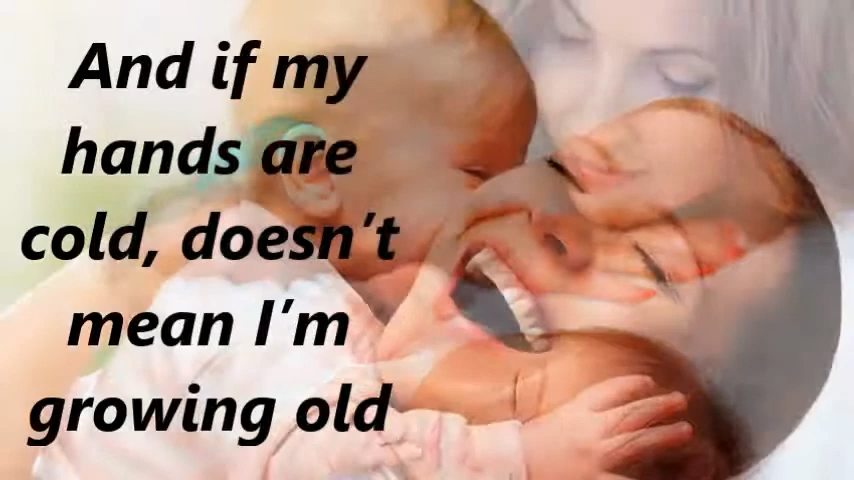 And if my
hands are
cold, doesn't
mean I'm
growing old